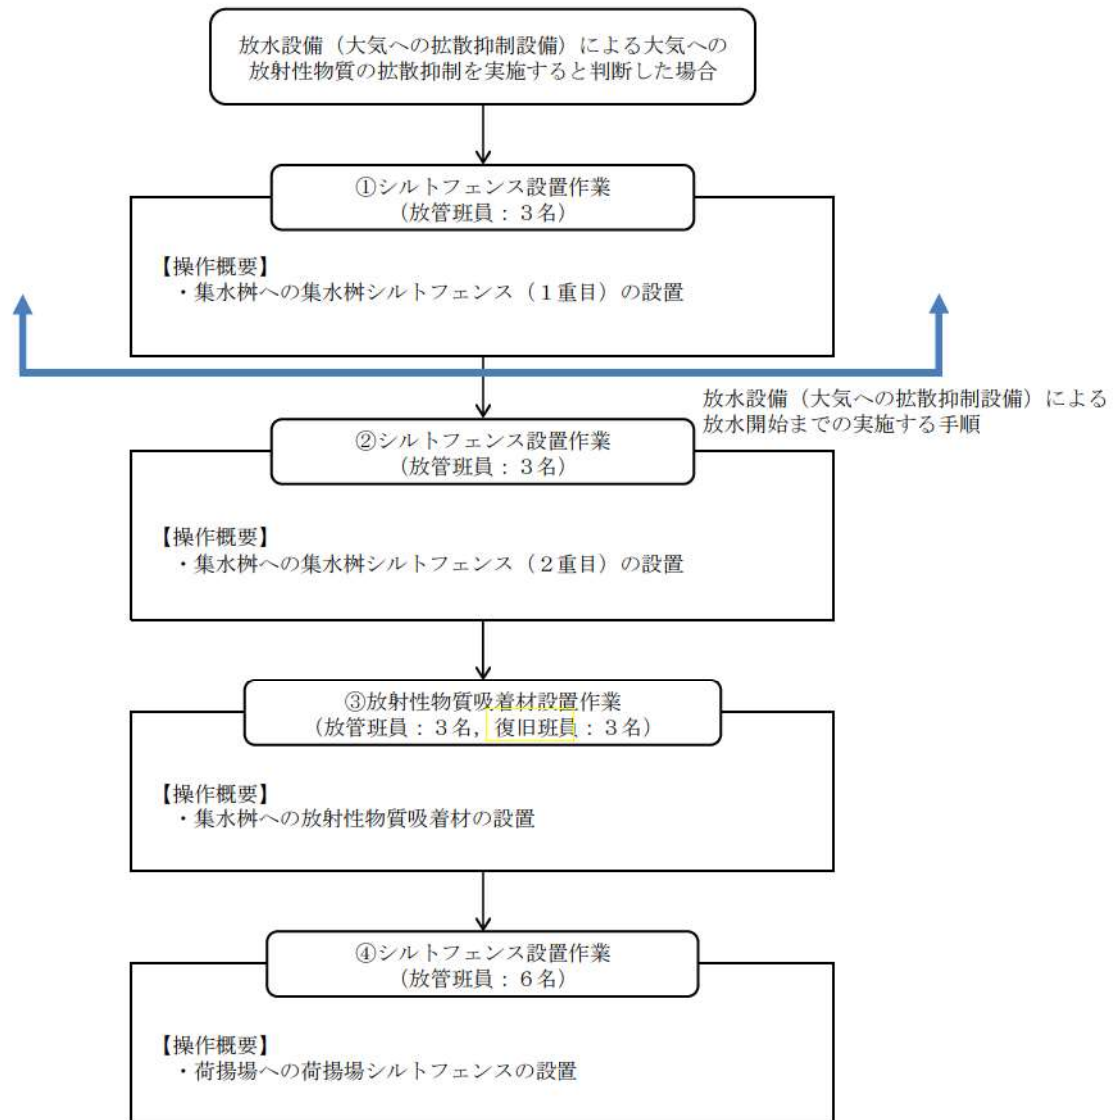 放水設備（大気への拡散抑制設備）による大気への
放射性物質の拡散抑制を実施すると判断した場合
①シルトフェンス設置作業
（放管班員：３名）
【操作概要】
・集水桝への集水桝シルトフェンス（１重目）の設置
放水設備（大気への拡散抑制設備）による
放水開始までの実施する手順
②シルトフェンス設置作業
（放管班員：３名）
【操作概要】
・集水桝への集水桝シルトフェンス（２重目）の設置
③放射性物質吸着材設置作業
（放管班員：３名，復旧班員：３名）
【操作概要】
・集水桝への放射性物質吸着材の設置
④シルトフェンス設置作業
（放管班員：６名）
【操作概要】
・荷揚場への荷揚場シルトフェンスの設置